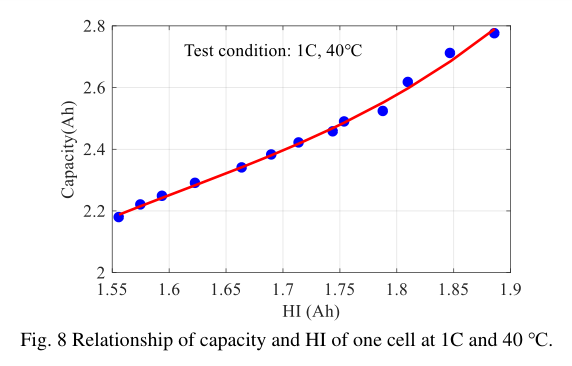 2.8
Test condition: 1C, 40℃
2.6
2.4
2.2
2
Capacity(Ah)
1.55 1.6 1.65 1.7 1.75 1.8 1.85 1.9
HI (Ah)
Fig. 8 Relationship of capacity and HI of one cell at 1C and 40 ℃.